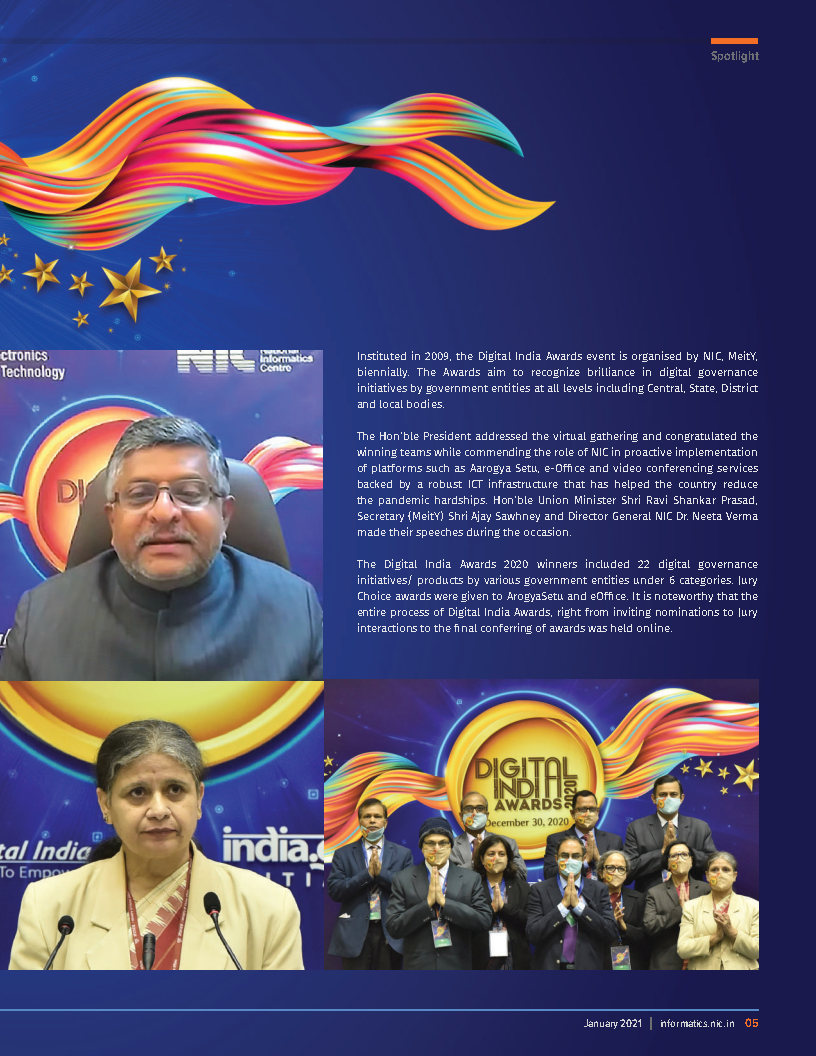 Spotlight
Instituted in 2009, the Digital India Awards event is organised by NIC, MeitY,
biennially. The Awards aim to recognize brilliance in digital governance
initiatives by government entities at all levels including Central, State, District
and local bodies.
The Hon'ble President addressed the virtual gathering and congratulated the
winning teams while commending the role of NIC in proactive implementation
of platforms such as Aarogya Setu, e-Office and video conferencing services
backed by a robust ICT infrastructure that has helped the country reduce
the pandemic hardships. Hon'ble Union Minister Shri Ravi Shankar Prasad,
Secretary (MeitY) Shri Ajay Sawhney and Director General NIC Dr. Neeta Verma
made their speeches during the occasion.
The Digital India Awards 2020 winners included 22 digital governance
initiatives/ products by various government entities under 6 categories. Jury
Choice awards were given to ArogyaSetu and eOffice. It is noteworthy that the
entire process of Digital India Awards, right from inviting nominations to Jury
interactions to the final conferring of awards was held online.
ctronics
Technology
NIC
National
Informatics
Centre
DI
tal India
To Empow
india.g
DIGITAL
INDIA
AWARDS 2020
December 30, 2020
January 2021 | informatics.nic.in 05